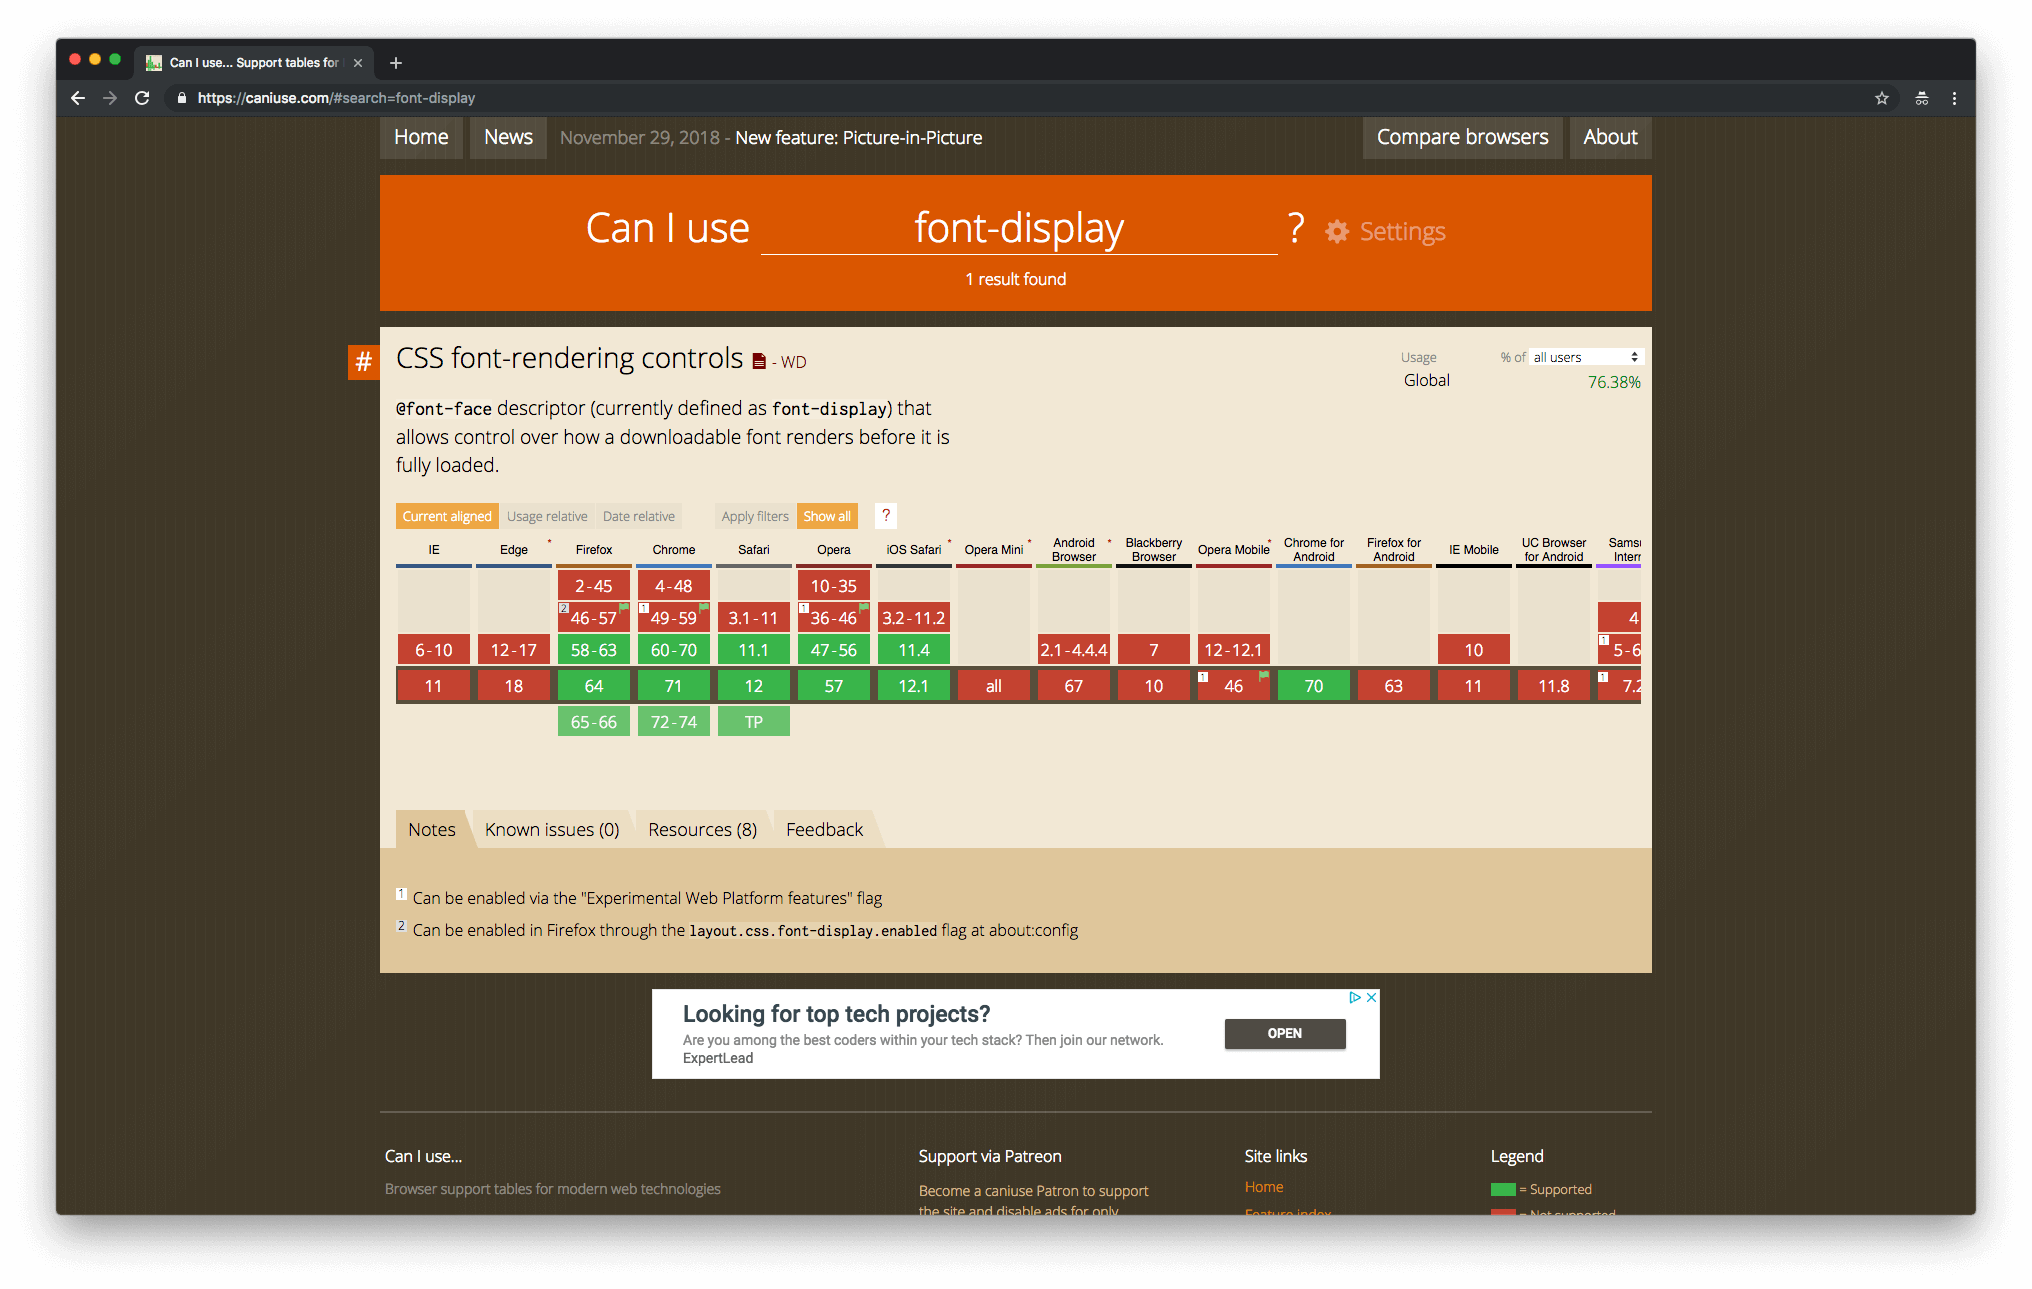 Can I use... Support tables for
https://caniuse.com/#search=font-display
Home News November 29, 2018 - New feature: Picture-in-Picture Compare browsers About
Can I use font-display ? Settings
1 result found
# CSS font-rendering controls - WD
Usage % of all users
Global 76.38%
@font-face descriptor (currently defined as font-display) that
allows control over how a downloadable font renders before it is
fully loaded.
Current aligned Usage relative Date relative Apply filters Show all ?
IE Edge * Firefox Chrome Safari Opera iOS Safari * Opera Mini * Android Browser * Blackberry Browser Opera Mobile * Chrome for Android Firefox for Android IE Mobile UC Browser for Android
2-45 4-48 10-35
2 46-57 1 49-59 3.1-11 1 36-46 3.2-11.2 4
6-10 12-17 58-63 60-70 11.1 47-56 11.4 2.1-4.4.4 7 12-12.1 10 1 5-6
11 18 64 71 12 57 12.1 all 67 10 1 46 70 63 11 11.8 1 7.2
65-66 72-74 TP
Notes Known issues (0) Resources (8) Feedback
1 Can be enabled via the "Experimental Web Platform features" flag
2 Can be enabled in Firefox through the layout.css.font-display.enabled flag at about:config
Looking for top tech projects?
Are you among the best coders within your tech stack? Then join our network.
ExpertLead
OPEN
Can I use... Support via Patreon Site links Legend
Browser support tables for modern web technologies Become a caniuse Patron to support Home = Supported
the site and disable ads for only Feature index = Not supported